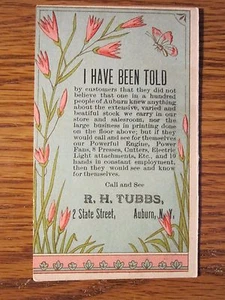 I HAVE BEEN TOLD
by customers that they did not
believe that one in a hundred
people of Auburn knew anything
about the extensive, varied and
beatiful stock we carry in our
store and salesroom, nor the
large business in printing done
on the floor above; but if they
would call and see for themselves
our Powerful Engine, Power
Fans, 8 Presses, Cutters, Electric
Light attachments, Etc., and 10
hands in constant employment,
then they would see and know
for themselves.
Call and See
R. H. TUBBS,
2 State Street, Auburn, N. Y.